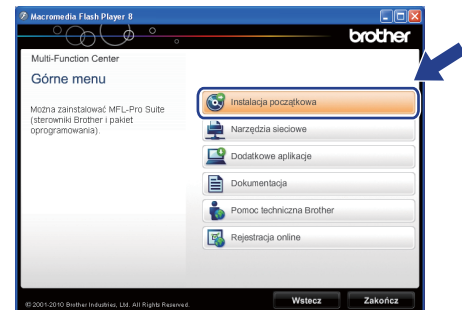 Macromedia Flash Player 8
brother
Multi-Function Center
Górne menu
Można zainstalować MFL-Pro Suite
(sterowniki Brother i pakiet
oprogramowania).
Instalacja początkowa
Narzędzia sieciowe
Dodatkowe aplikacje
Dokumentacja
Pomoc techniczna Brother
Rejestracja online
© 2001-2010 Brother Industries, Ltd. All Rights Reserved.
Wstecz
Zakończ